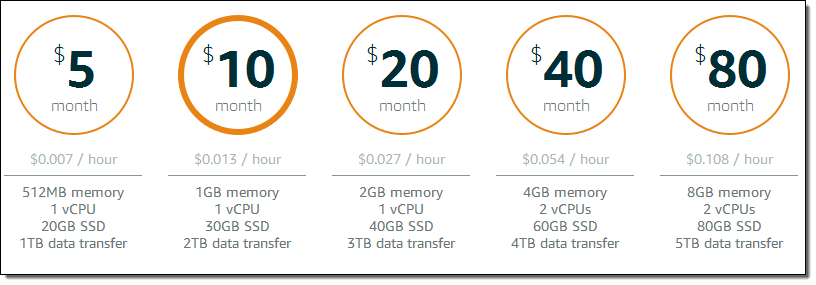 $5
month
$0.007 / hour
512MB memory
1 vCPU
20GB SSD
1TB data transfer
$10
month
$0.013 / hour
1GB memory
1 vCPU
30GB SSD
2TB data transfer
$20
month
$0.027 / hour
2GB memory
1 vCPU
40GB SSD
3TB data transfer
$40
month
$0.054 / hour
4GB memory
2 vCPUs
60GB SSD
4TB data transfer
$80
month
$0.108 / hour
8GB memory
2 vCPUs
80GB SSD
5TB data transfer